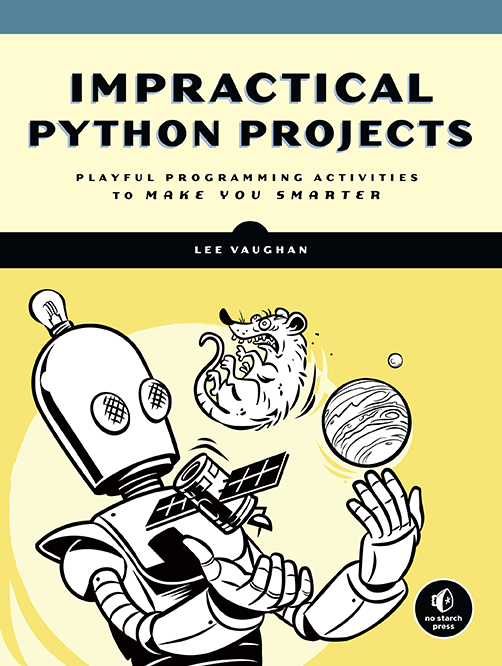 IMPRACTICAL
PYTHON PROJECTS
PLAYFUL PROGRAMMING ACTIVITIES
TO MAKE YOU SMARTER
LEE VAUGHAN
no starch
press